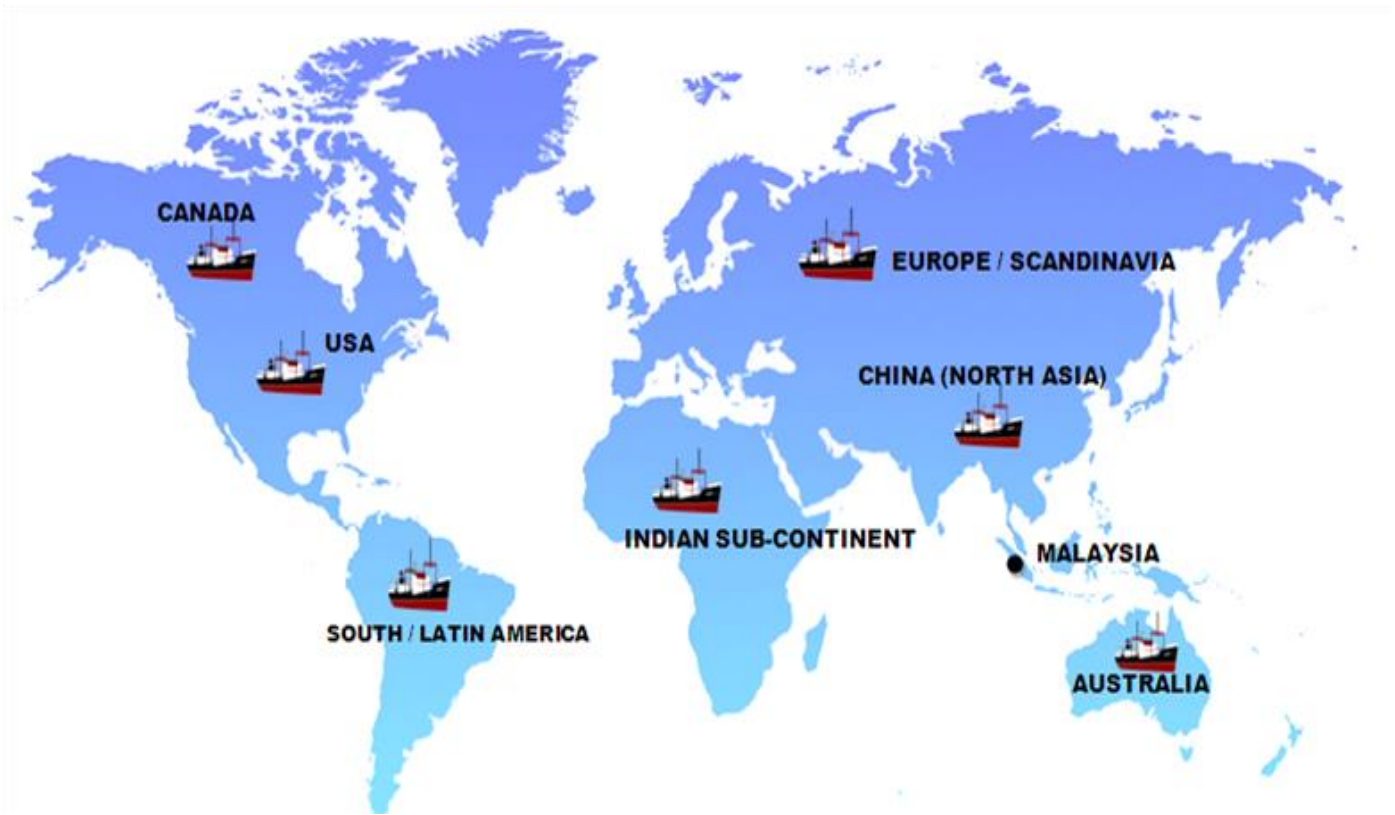 CANADA
EUROPE / SCANDINAVIA
USA
CHINA (NORTH ASIA)
INDIAN SUB-CONTINENT
MALAYSIA
SOUTH / LATIN AMERICA
AUSTRALIA